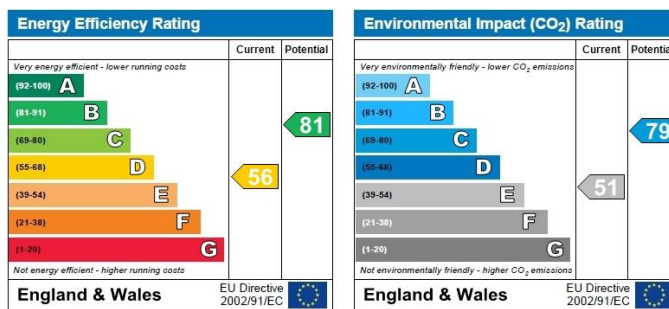 Energy Efficiency Rating
Current Potential
Very energy efficient - lower running costs
(92-100) A
(81-91) B
(69-80) C
(55-68) D
(39-54) E
(21-38) F
(1-20) G
56
81
Not energy efficient - higher running costs
England & Wales
EU Directive
2002/91/EC
Environmental Impact (CO₂) Rating
Current Potential
Very environmentally friendly - lower CO₂ emissions
(92-100) A
(81-91) B
(69-80) C
(55-68) D
(39-54) E
(21-38) F
(1-20) G
51
79
Not environmentally friendly - higher CO₂ emissions
England & Wales
EU Directive
2002/91/EC